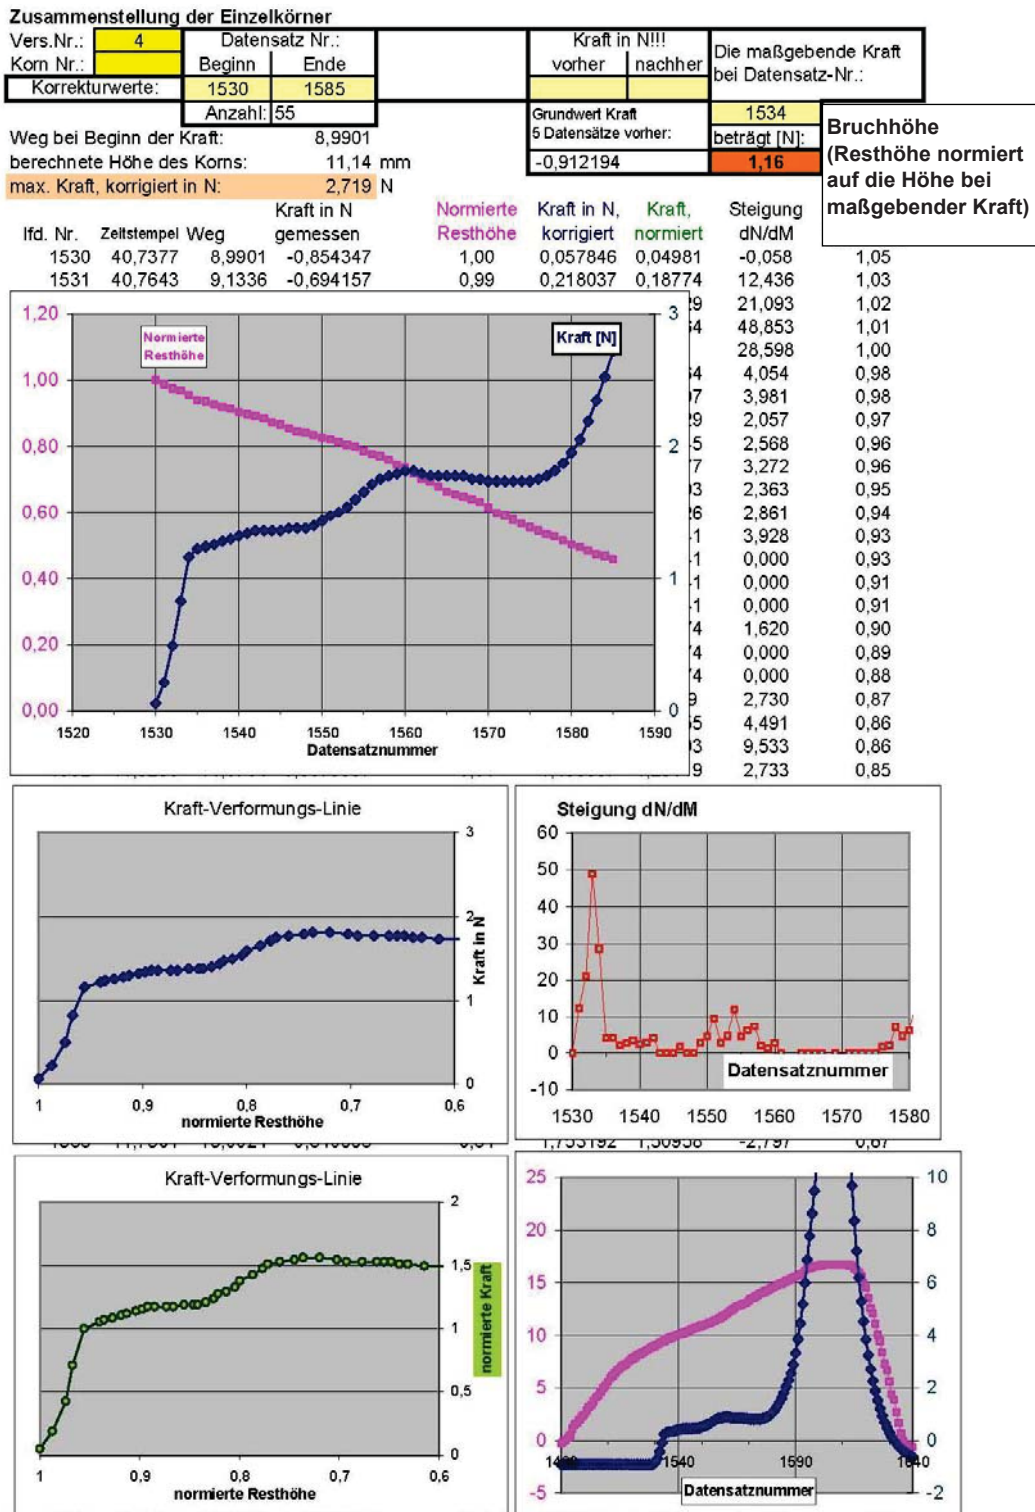 Zusammenstellung der Einzelkörner
Vers.Nr.: 4 Datensatz Nr.: Kraft in N!!! Die maßgebende Kraft
Korn Nr.: Beginn Ende vorher nachher bei Datensatz-Nr.:
Korrekturwerte: 1530 1585
Anzahl: 55 Grundwert Kraft 1534
Weg bei Beginn der Kraft: 8,9901 5 Datensätze vorher: beträgt [N]:
berechnete Höhe des Korns: 11,14 mm -0,912194 1,16
max. Kraft, korrigiert in N: 2,719 N
Bruchhöhe
(Resthöhe normiert
auf die Höhe bei
maßgebender Kraft)
Kraft in N Normierte Kraft in N, Kraft, Steigung
lfd. Nr. Zeitstempel Weg gemessen Resthöhe korrigiert normiert dN/dM
1530 40,7377 8,9901 -0,854347 1,00 0,057846 0,04981 -0,058 1,05
1531 40,7643 9,1336 -0,694157 0,99 0,218037 0,18774 12,436 1,03
21,093 1,02
48,853 1,01
28,598 1,00
4,054 0,98
3,981 0,98
2,057 0,97
2,568 0,96
3,272 0,96
2,363 0,95
2,861 0,94
3,928 0,93
0,000 0,93
0,000 0,91
0,000 0,91
1,620 0,90
0,000 0,89
0,000 0,88
2,730 0,87
4,491 0,86
9,533 0,86
2,733 0,85
Normierte
Resthöhe
Kraft [N]
1,20 3
1,00
0,80 2
0,60
0,40 1
0,20
0,00 0
1520 1530 1540 1550 1560 1570 1580 1590
Datensatznummer
Kraft-Verformungs-Linie
3
2
1
0
Kraft in N
1 0,9 0,8 0,7 0,6
normierte Resthöhe
Steigung dN/dM
60
50
40
30
20
10
0
-10
Datensatznummer
1530 1540 1550 1560 1570 1580
1,753192 1,50958 -2,797 0,67
Kraft-Verformungs-Linie
2
1,5
1
0,5
0
normierte Kraft
1 0,9 0,8 0,7 0,6
normierte Resthöhe
25 10
20 8
15 6
10 4
5 2
0 0
-5 -2
1540 1590
Datensatznummer